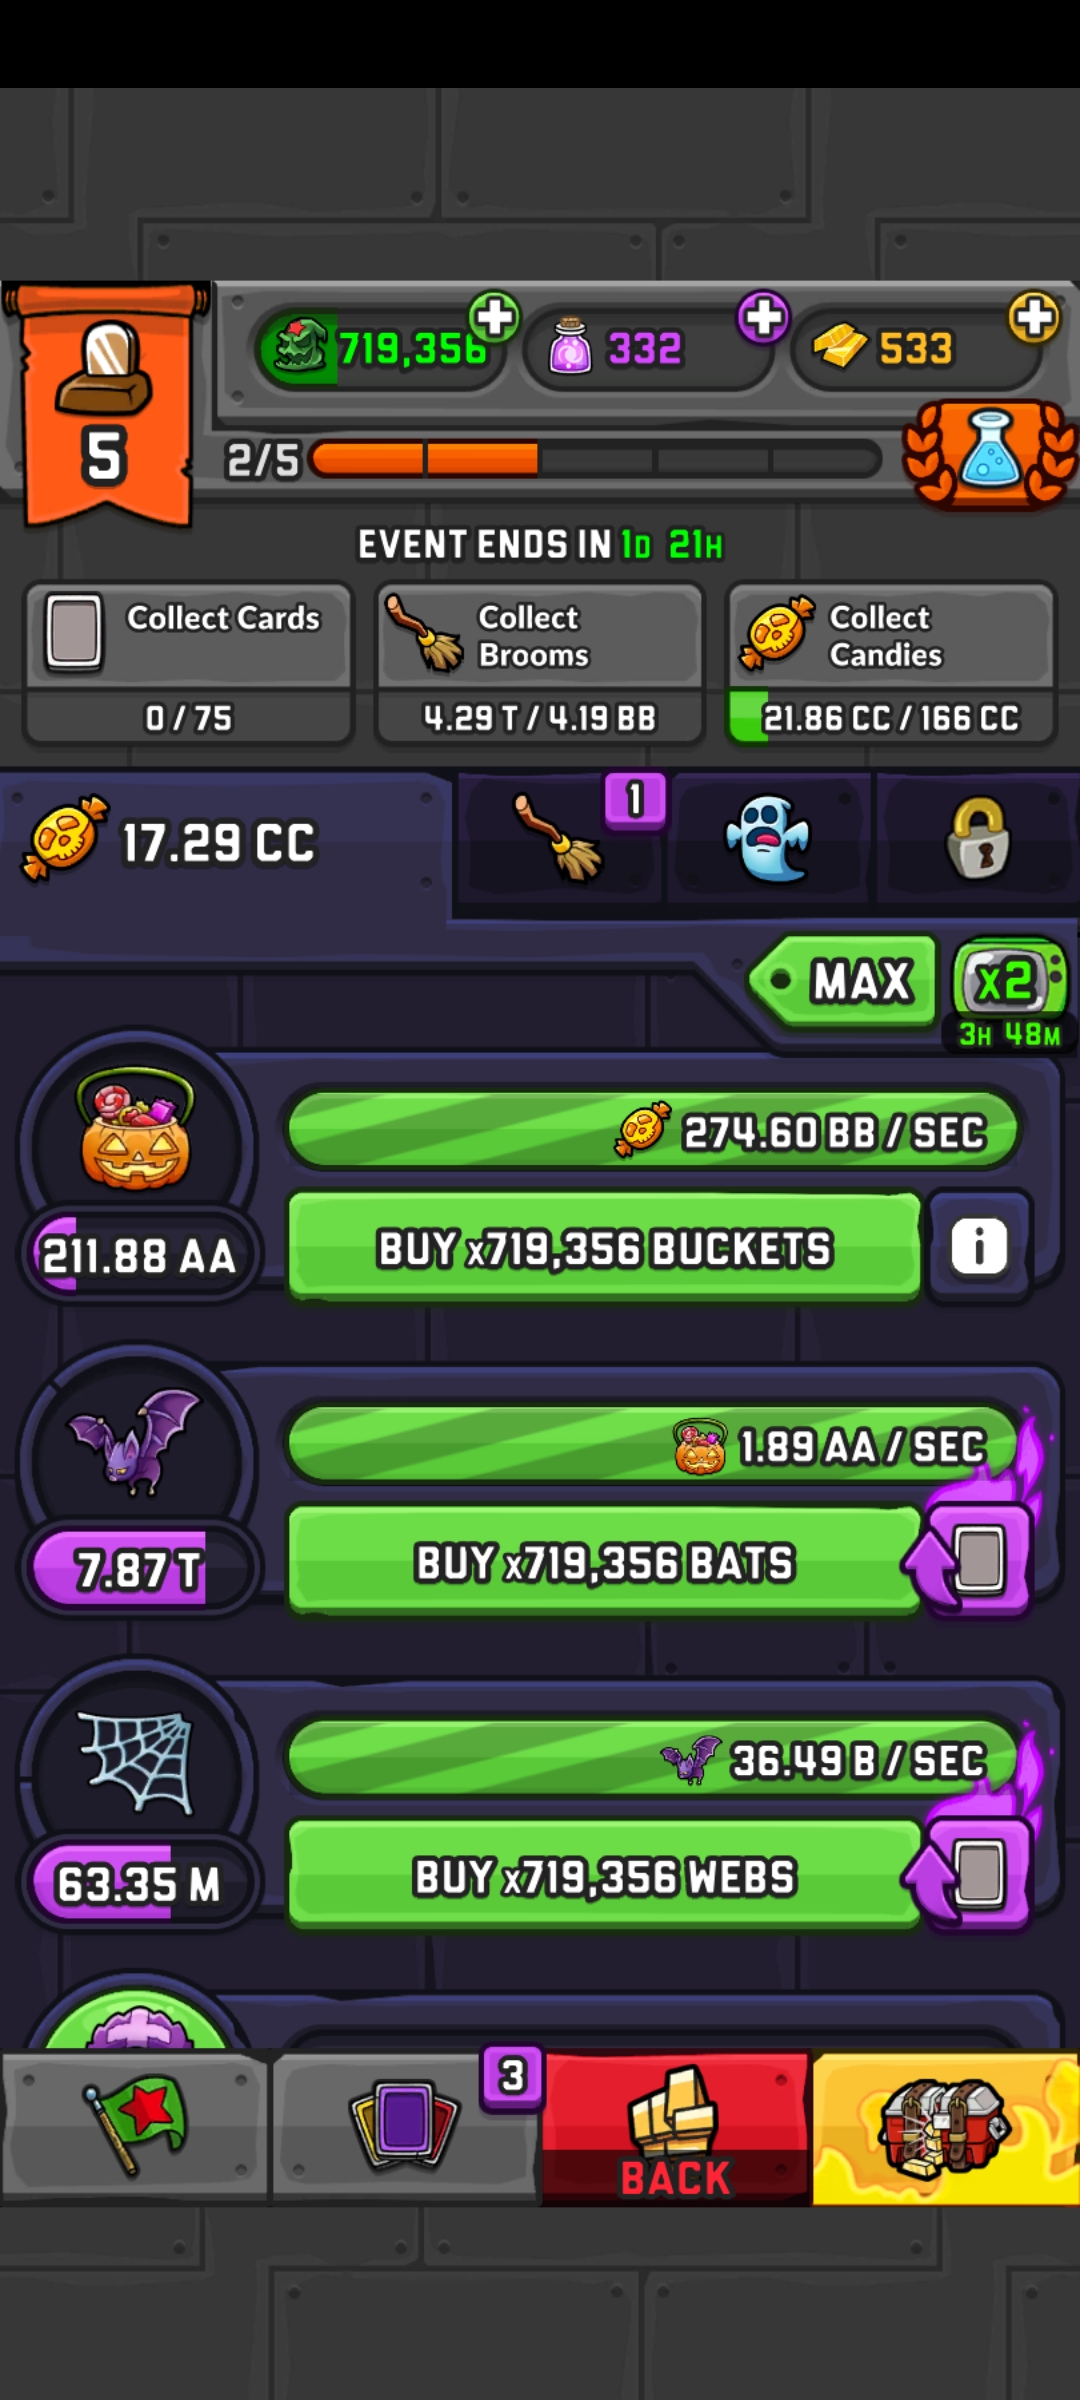 719,356
332
533
5
2/5
EVENT ENDS IN 1D 21H
Collect Cards
0 / 75
Collect
Brooms
4.29 T / 4.19 BB
Collect
Candies
21.86 CC / 166 CC
17.29 CC
1
MAX
x2
3H 48M
274.60 BB / SEC
211.88 AA
BUY x719,356 BUCKETS
i
1.89 AA / SEC
7.87 T
BUY x719,356 BATS
36.49 B / SEC
63.35 M
BUY x719,356 WEBS
3
BACK